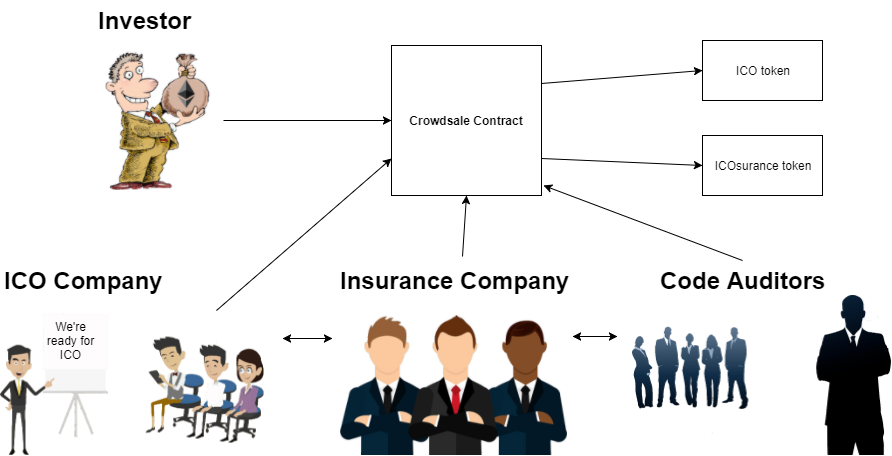 Investor
Crowdsale Contract
ICO token
ICOsurance token
ICO Company
Insurance Company
Code Auditors
We're
ready for
ICO